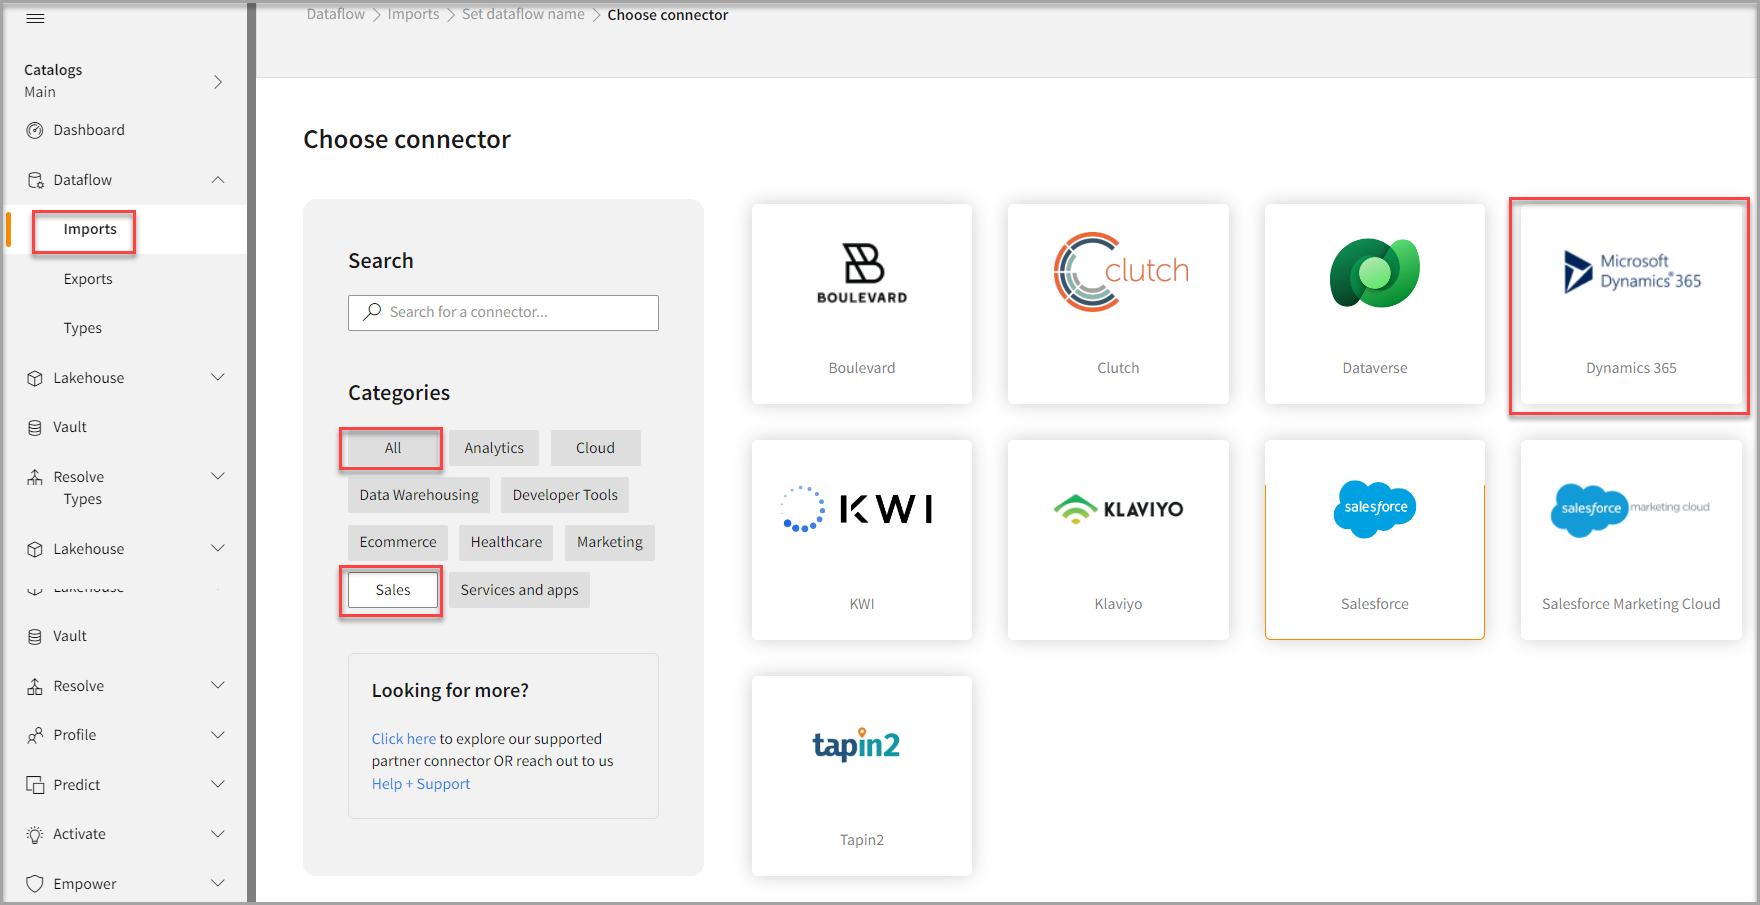 Dataflow > Imports > Set dataflow name > Choose connector
Catalogs
Main
Dashboard
Dataflow
Imports
Exports
Types
Lakehouse
Vault
Resolve
Types
Lakehouse
Lakehouse
Vault
Resolve
Profile
Predict
Activate
Empower
Choose connector
Search
Search for a connector...
Categories
All
Analytics
Cloud
Data Warehousing
Developer Tools
Ecommerce
Healthcare
Marketing
Sales
Services and apps
Looking for more?
Click here to explore our supported
partner connector OR reach out to us
Help + Support
BOULEVARD
Boulevard
clutch
Clutch
Dataverse
Microsoft
Dynamics® 365
Dynamics 365
KWI
KWI
KLAVIYO
Klaviyo
salesforce
Salesforce
salesforce marketing cloud
Salesforce Marketing Cloud
tapin2
Tapin2